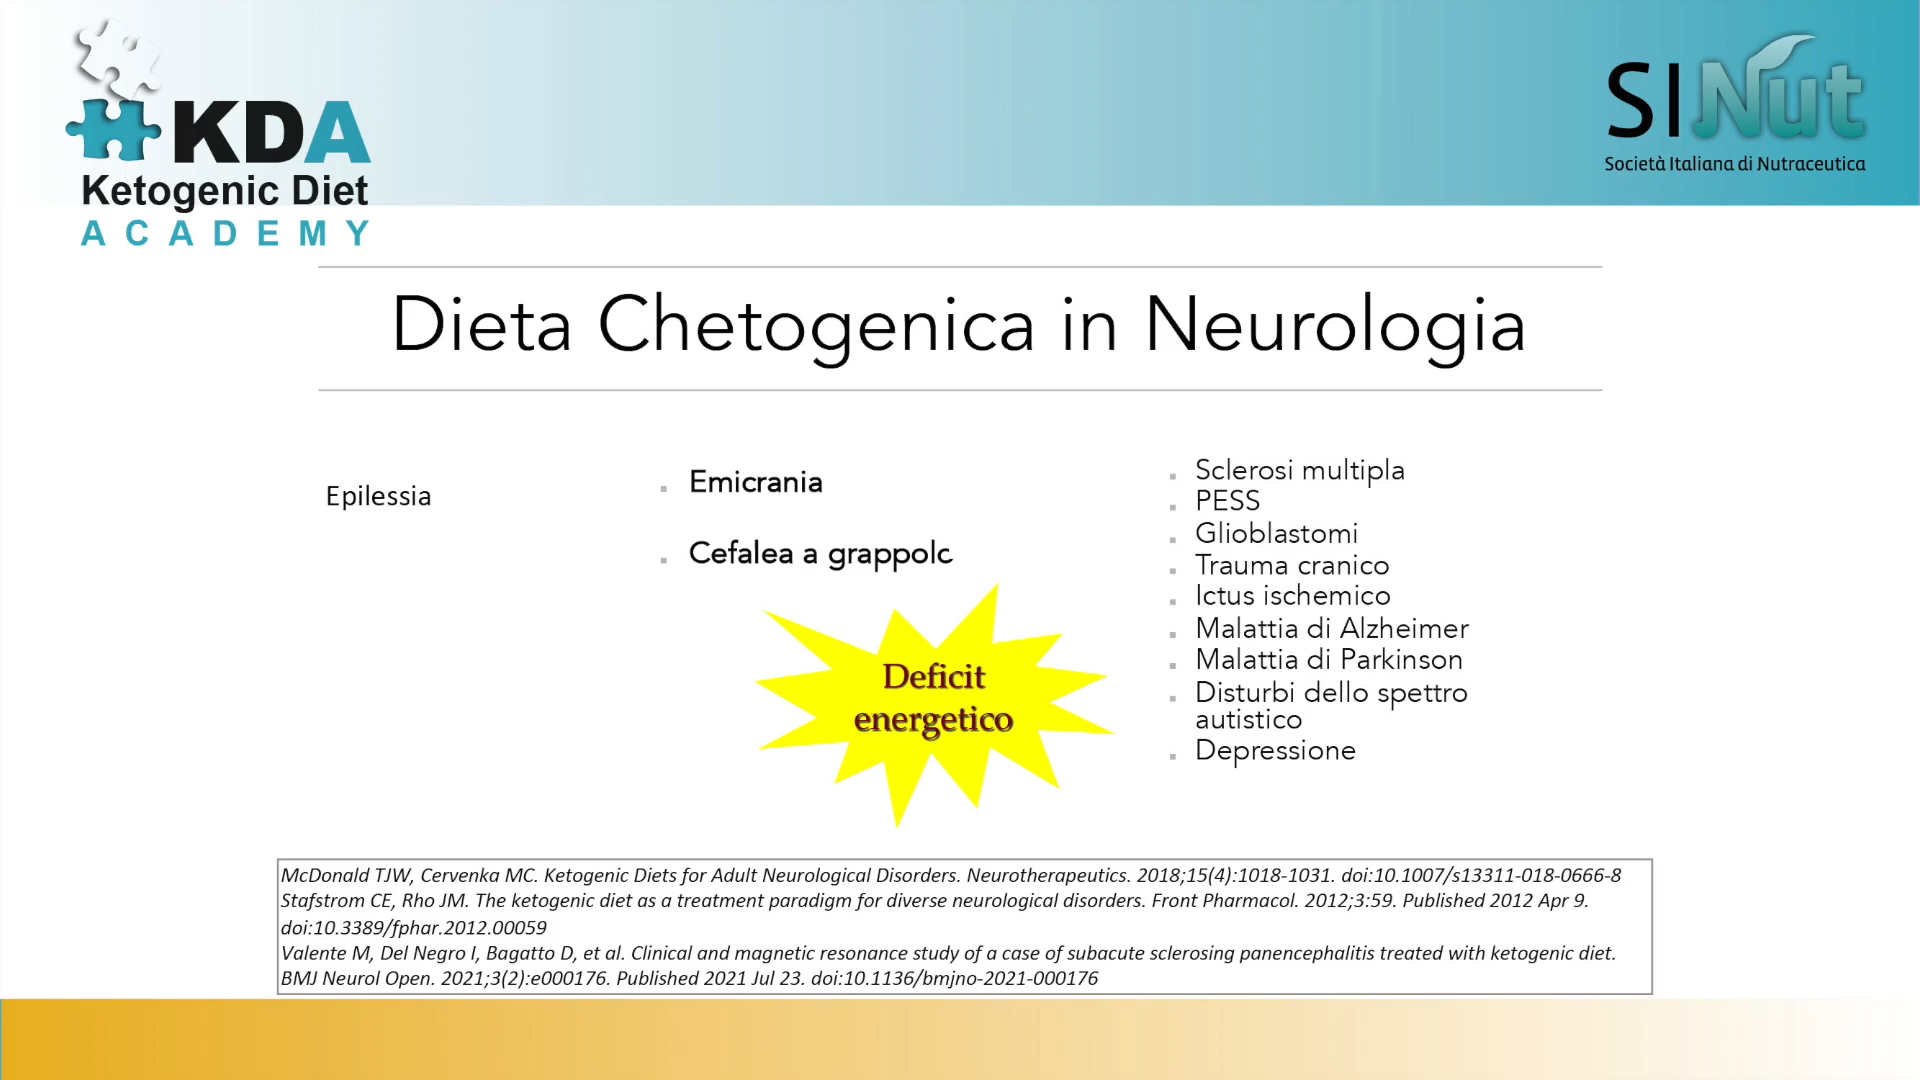 KDA
Ketogenic Diet
ACADEMY
SINut
Società Italiana di Nutraceutica
Dieta Chetogenica in Neurologia
Epilessia
Emicrania
Cefalea a grappolc
Deficit
energetico
Sclerosi multipla
PESS
Glioblastomi
Trauma cranico
Ictus ischemico
Malattia di Alzheimer
Malattia di Parkinson
Disturbi dello spettro
autistico
Depressione
McDonald TJW, Cervenka MC. Ketogenic Diets for Adult Neurological Disorders. Neurotherapeutics. 2018;15(4):1018-1031. doi:10.1007/s13311-018-0666-8
Stafstrom CE, Rho JM. The ketogenic diet as a treatment paradigm for diverse neurological disorders. Front Pharmacol. 2012;3:59. Published 2012 Apr 9.
doi:10.3389/fphar.2012.00059
Valente M, Del Negro I, Bagatto D, et al. Clinical and magnetic resonance study of a case of subacute sclerosing panencephalitis treated with ketogenic diet.
BMJ Neurol Open. 2021;3(2):e000176. Published 2021 Jul 23. doi:10.1136/bmjno-2021-000176